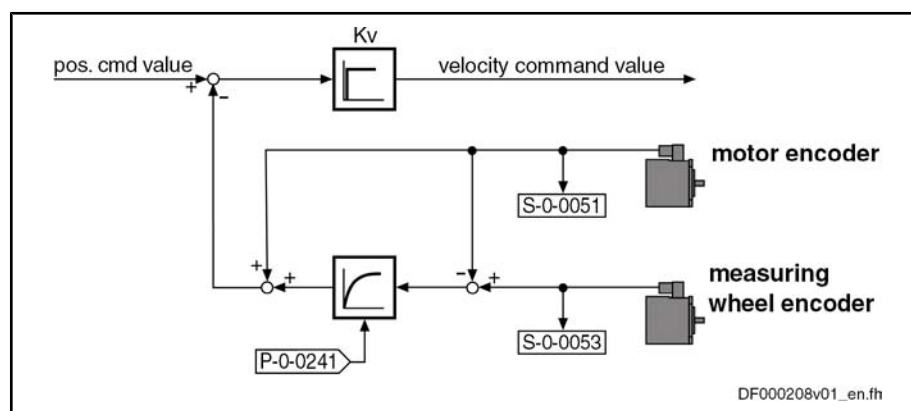 Kv
pos. cmd value
velocity command value
+
-
motor encoder
S-0-0051
+
+
-
+
measuring
wheel encoder
P-0-0241
S-0-0053
DF000208v01_en.fh